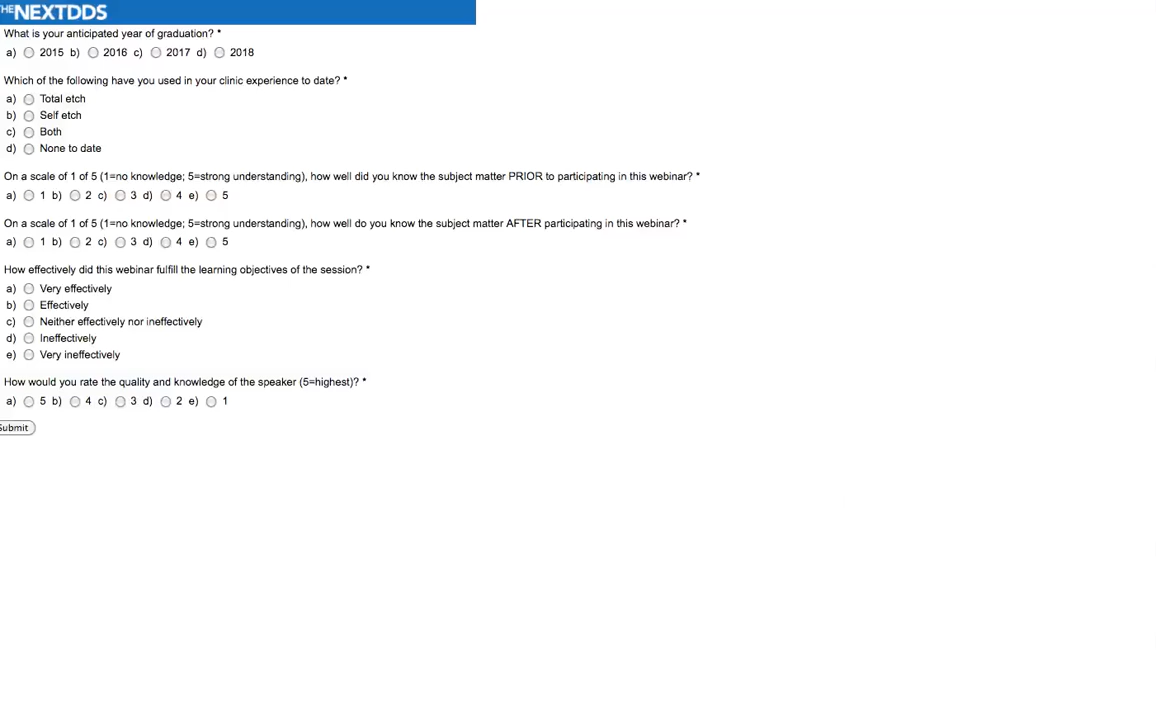 THENEXTDDS
What is your anticipated year of graduation? *
a) 2015 b) 2016 c) 2017 d) 2018
Which of the following have you used in your clinic experience to date? *
a) Total etch
b) Self etch
c) Both
d) None to date
On a scale of 1 of 5 (1=no knowledge; 5=strong understanding), how well did you know the subject matter PRIOR to participating in this webinar? *
a) 1 b) 2 c) 3 d) 4 e) 5
On a scale of 1 of 5 (1=no knowledge; 5=strong understanding), how well do you know the subject matter AFTER participating in this webinar? *
a) 1 b) 2 c) 3 d) 4 e) 5
How effectively did this webinar fulfill the learning objectives of the session? *
a) Very effectively
b) Effectively
c) Neither effectively nor ineffectively
d) Ineffectively
e) Very ineffectively
How would you rate the quality and knowledge of the speaker (5=highest)? *
a) 5 b) 4 c) 3 d) 2 e) 1
Submit